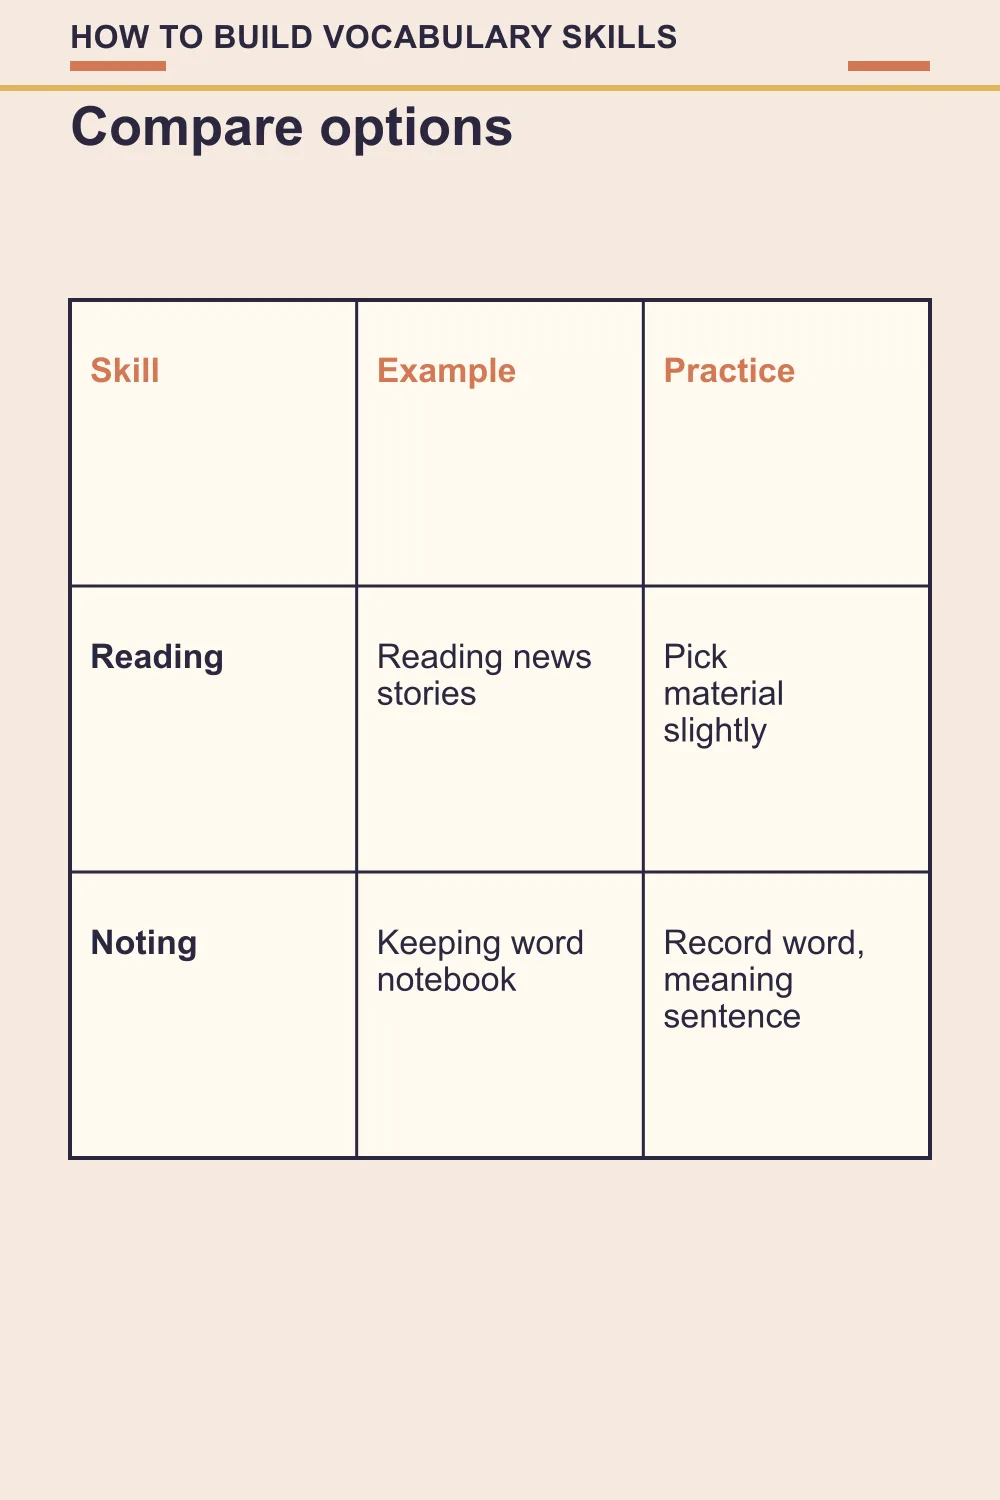 HOW TO BUILD VOCABULARY SKILLS
Compare options
Skill
Example
Practice
Reading
Reading news
stories
Pick
material
slightly
Noting
Keeping word
notebook
Record word,
meaning
sentence